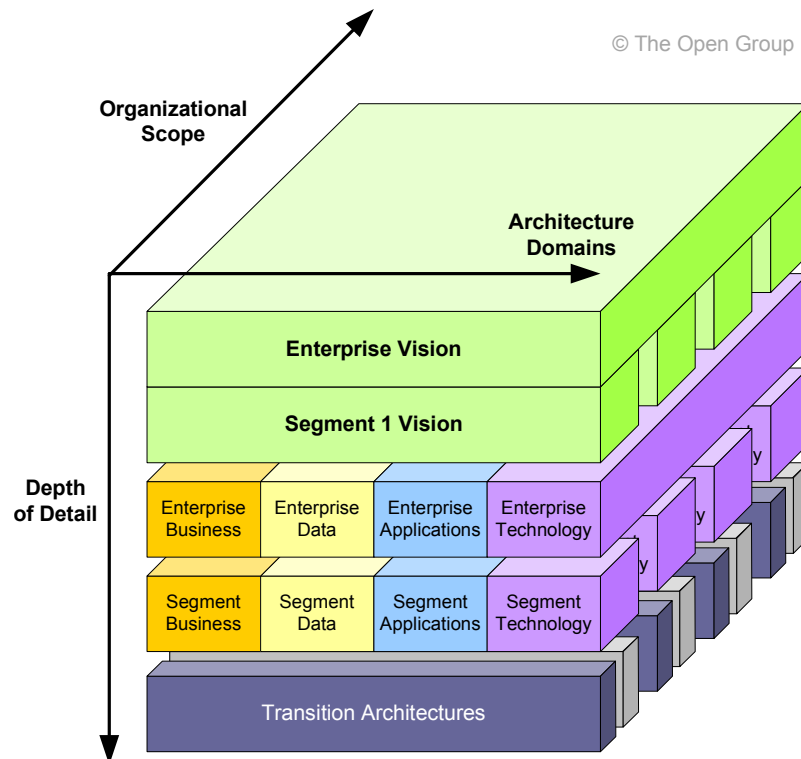 © The Open Group
Organizational
Scope
Architecture
Domains
Enterprise Vision
Segment 1 Vision
Depth
of Detail
Enterprise
Business
Enterprise
Data
Enterprise
Applications
Enterprise
Technology
Segment
Business
Segment
Data
Segment
Applications
Segment
Technology
Transition Architectures